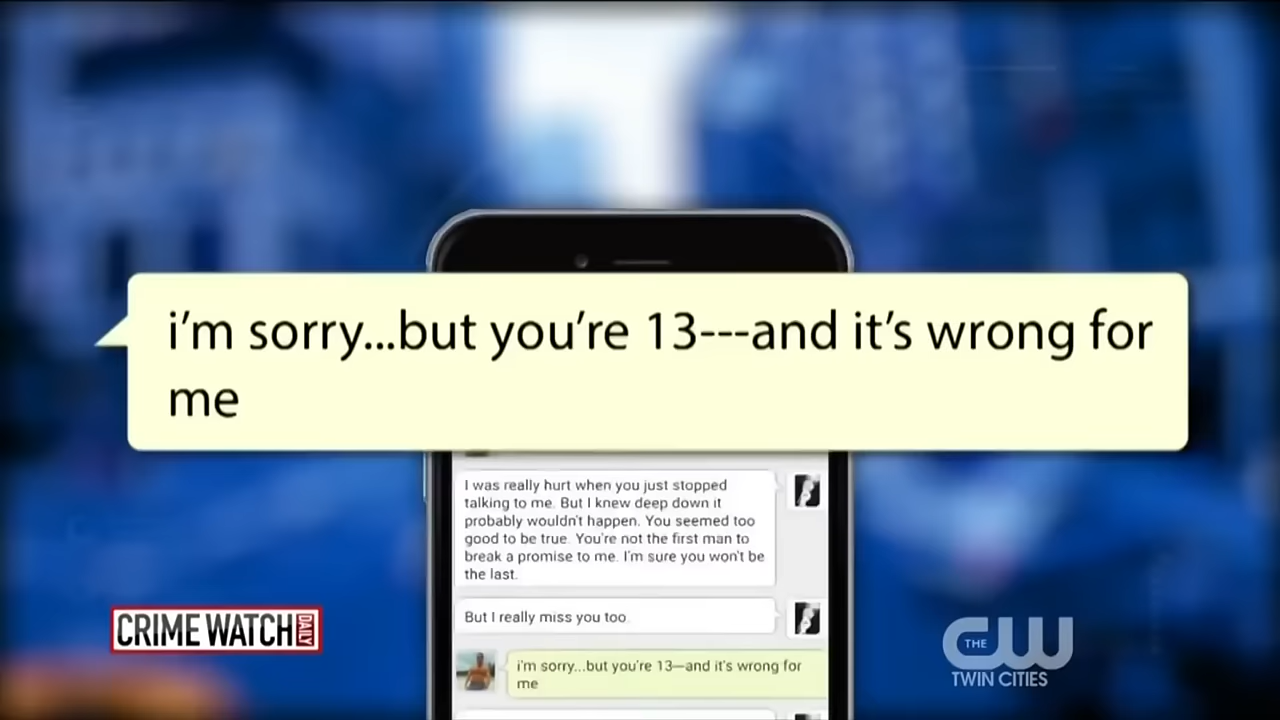 i'm sorry...but you're 13---and it's wrong for
me
I was really hurt when you just stopped
talking to me. But I knew deep down it
probably wouldn't happen. You seemed too
good to be true. You're not the first man to
break a promise to me. I'm sure you won't be
the last.
But I really miss you too.
i'm sorry...but you're 13—and it's wrong for
me
CRIME WATCH DAILY
THE CW
TWIN CITIES